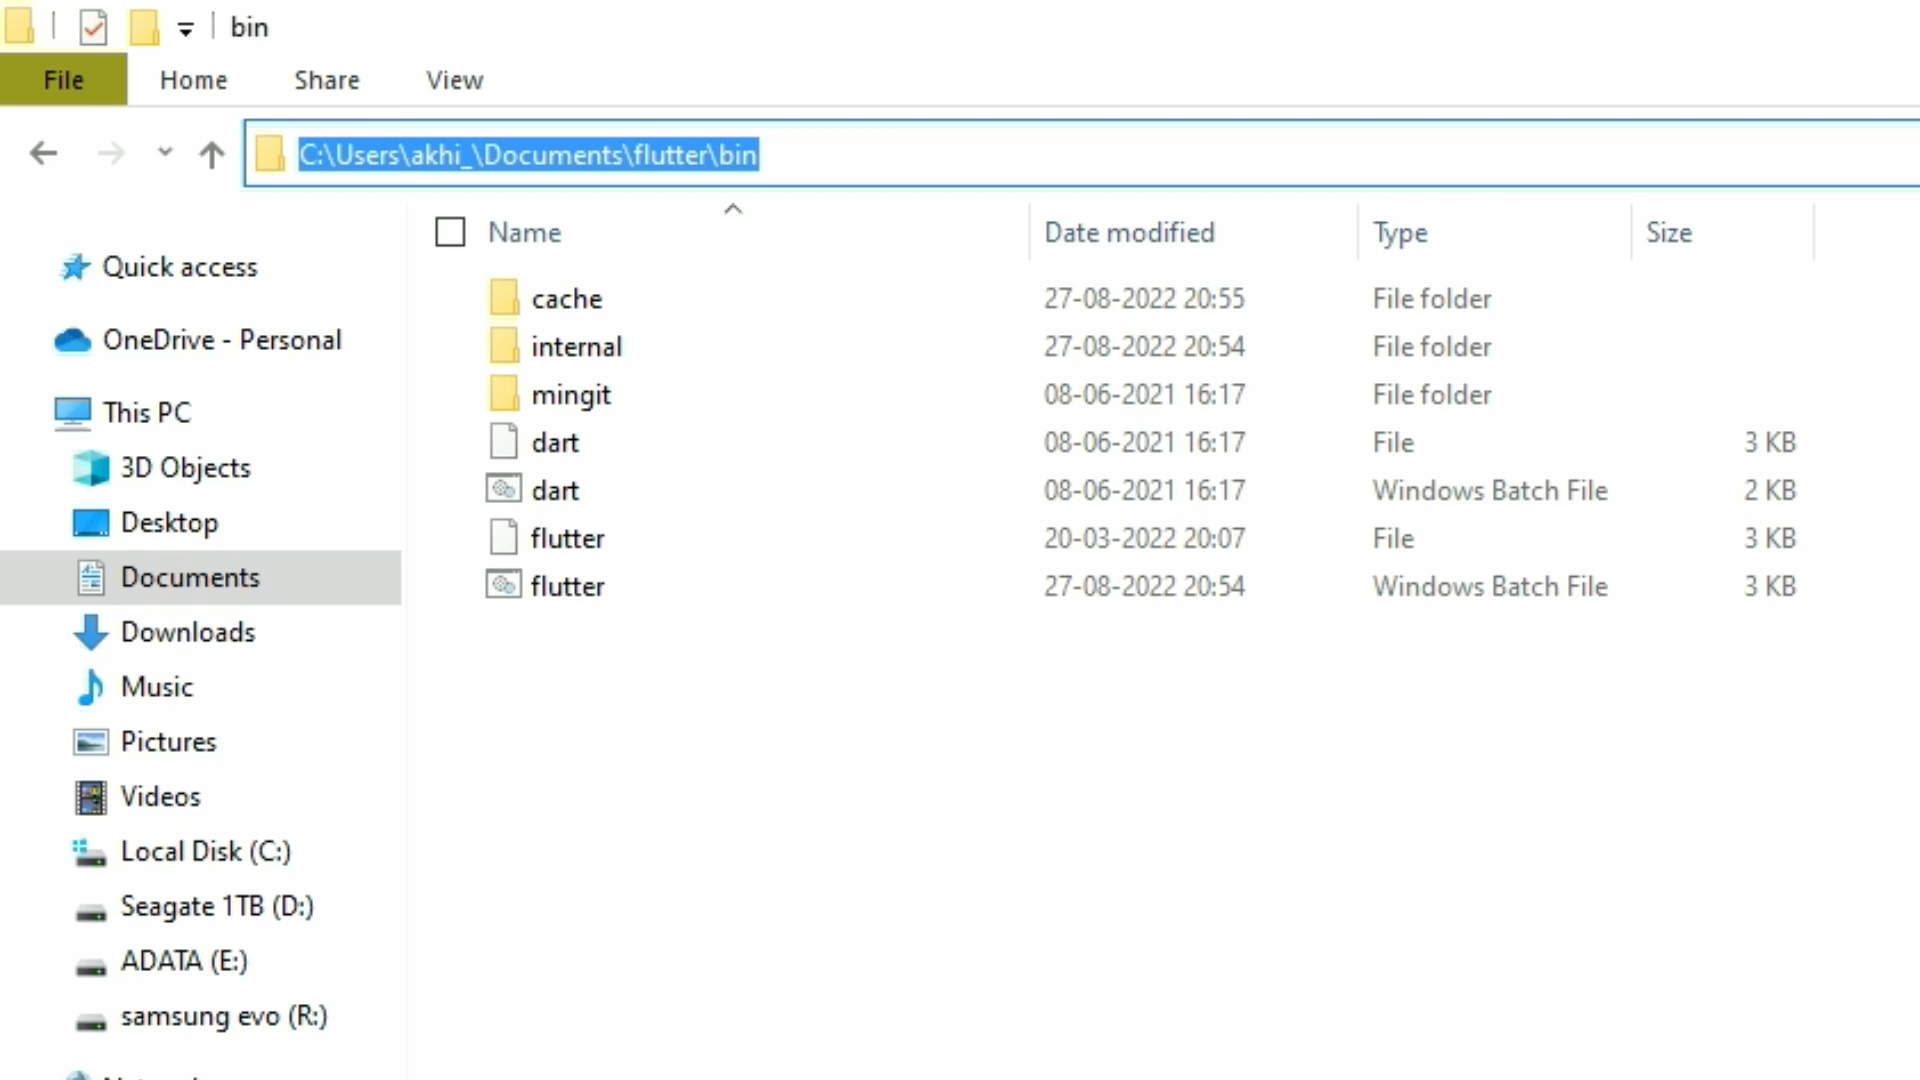 bin
File Home Share View
C:\Users\akhi_\Documents\flutter\bin
Name Date modified Type Size
Quick access
OneDrive - Personal
This PC
3D Objects
Desktop
Documents
Downloads
Music
Pictures
Videos
Local Disk (C:)
Seagate 1TB (D:)
ADATA (E:)
samsung evo (R:)
cache 27-08-2022 20:55 File folder
internal 27-08-2022 20:54 File folder
mingit 08-06-2021 16:17 File folder
dart 08-06-2021 16:17 File 3 KB
dart 08-06-2021 16:17 Windows Batch File 2 KB
flutter 20-03-2022 20:07 File 3 KB
flutter 27-08-2022 20:54 Windows Batch File 3 KB